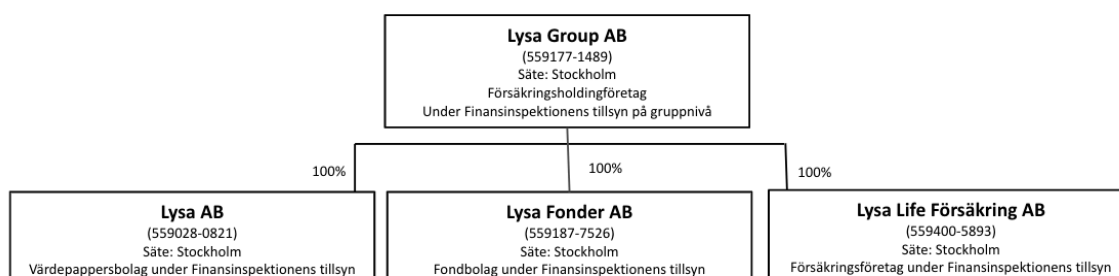 Lysa Group AB
(559177-1489)
Säte: Stockholm
Försäkringsholdingföretag
Under Finansinspektionens tillsyn på gruppnivå
100%
100%
100%
Lysa AB
(559028-0821)
Säte: Stockholm
Värdepappersbolag under Finansinspektionens tillsyn
Lysa Fonder AB
(559187-7526)
Säte: Stockholm
Fondbolag under Finansinspektionens tillsyn
Lysa Life Försäkring AB
(559400-5893)
Säte: Stockholm
Försäkringsföretag under Finansinspektionens tillsyn